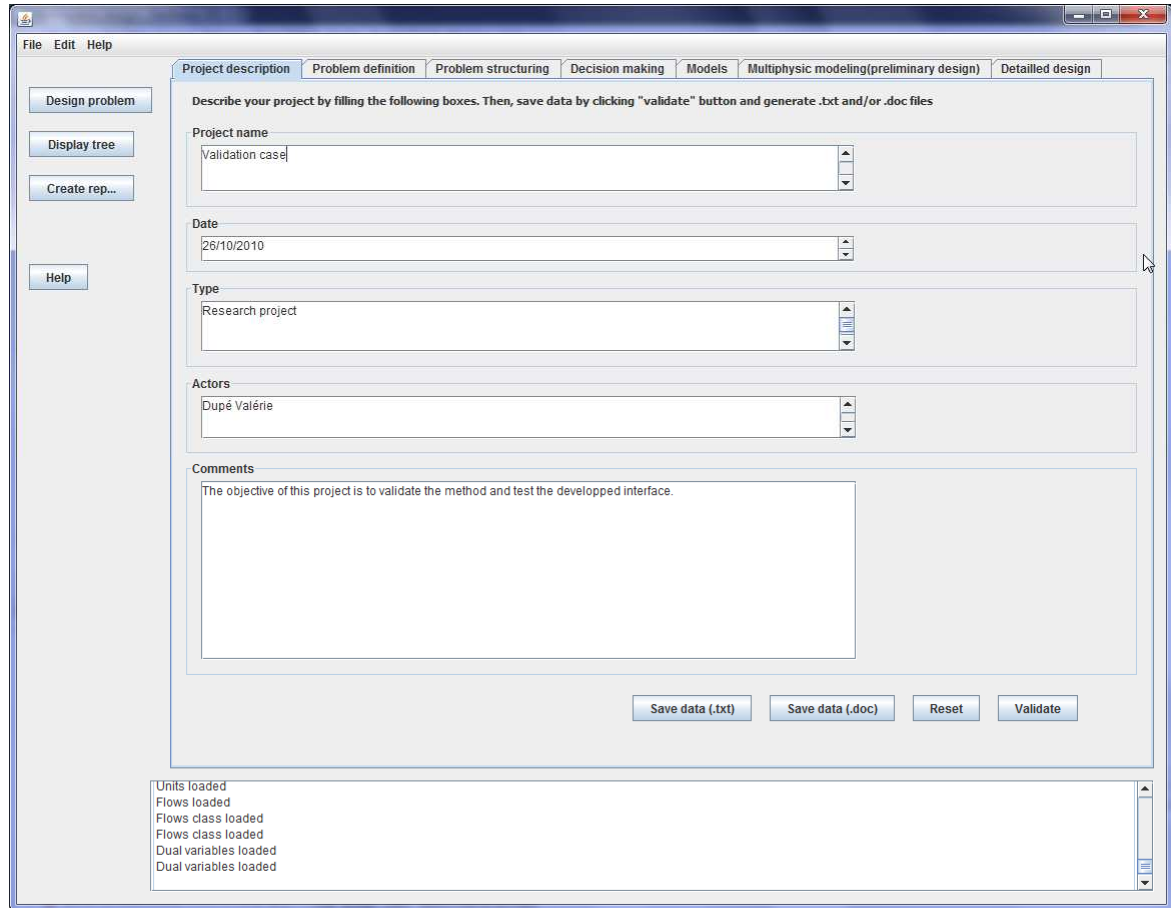 File Edit Help
Project description Problem definition Problem structuring Decision making Models Multiphysic modeling(preliminary design) Detailled design
Design problem
Display tree
Create rep...
Help
Describe your project by filling the following boxes. Then, save data by clicking "validate" button and generate .txt and/or .doc files
Project name
Validation case
Date
26/10/2010
Type
Research project
Actors
Dupé Valérie
Comments
The objective of this project is to validate the method and test the developped interface.
Save data (.txt) Save data (.doc) Reset Validate
Units loaded
Flows loaded
Flows class loaded
Flows class loaded
Dual variables loaded
Dual variables loaded